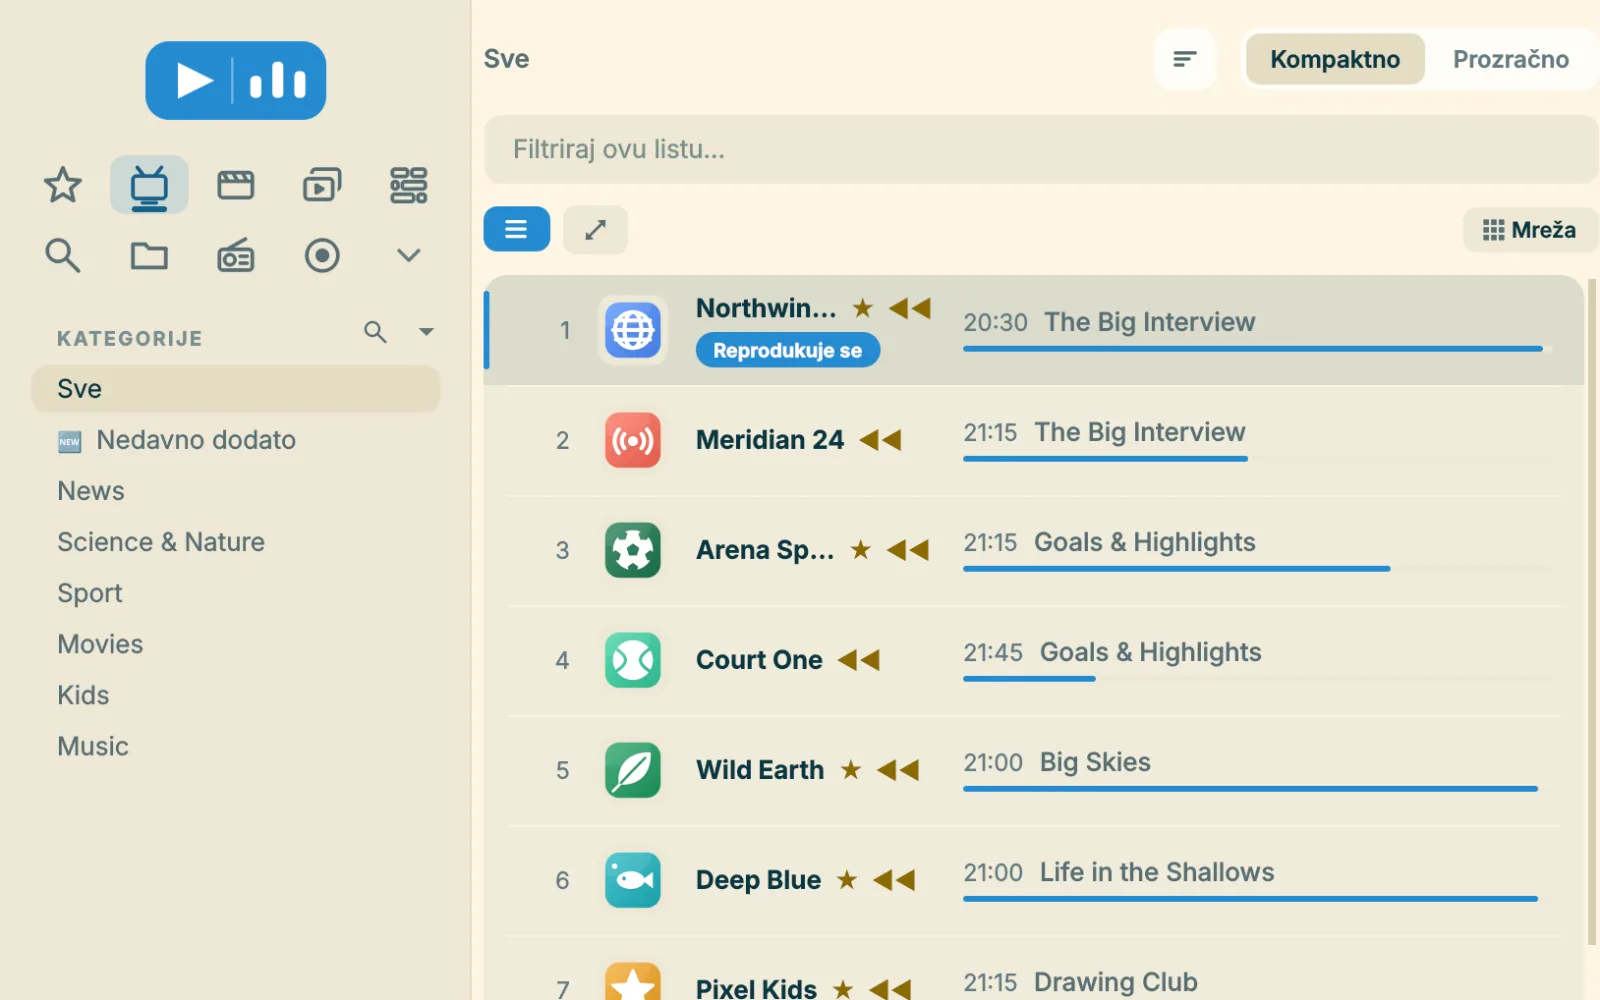 Sve
Kompaktno
Prozračno
Filtriraj ovu listu...
Mreža
KATEGORIJE
Sve
NEW Nedavno dodato
News
Science & Nature
Sport
Movies
Kids
Music
1 Northwin... 20:30 The Big Interview
Reprodukuje se
2 Meridian 24 21:15 The Big Interview
3 Arena Sp... 21:15 Goals & Highlights
4 Court One 21:45 Goals & Highlights
5 Wild Earth 21:00 Big Skies
6 Deep Blue 21:00 Life in the Shallows
7 Pixel Kids 21:15 Drawing Club